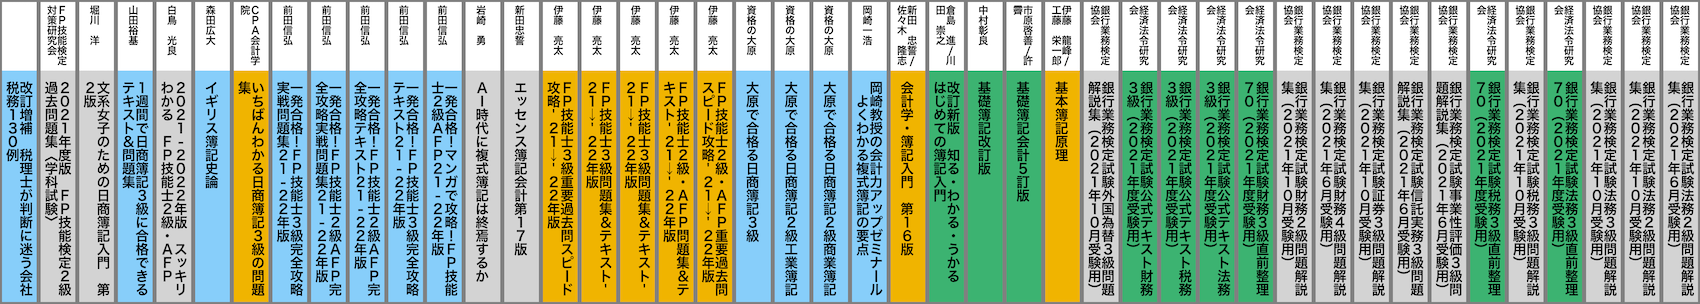 銀行業務検定
協会
銀行業務検定試験法務2級問題解説
集(2021年6月受験用)
銀行業務検定
協会
銀行業務検定試験法務2級問題解説
集(2021年10月受験用)
銀行業務検定
協会
銀行業務検定試験法務3級問題解説
集(2021年10月受験用)
経済法令研究
会
銀行業務検定試験法務3級直前整理
70(2021年度受験用)
銀行業務検定
協会
銀行業務検定試験税務3級問題解説
集(2021年10月受験用)
経済法令研究
会
銀行業務検定試験税務3級直前整理
70(2021年度受験用)
銀行業務検定
協会
銀行業務検定試験事業性評価3級問
題解説集(2021年6月受験用)
銀行業務検定
協会
銀行業務検定試験信託実務3級問題
解説集(2021年6月受験用)
銀行業務検定
協会
銀行業務検定試験証券3級問題解説
集(2021年10月受験用)
銀行業務検定
協会
銀行業務検定試験財務4級問題解説
集(2021年6月受験用)
銀行業務検定
協会
銀行業務検定試験財務2級問題解説
集(2021年10月受験用)
経済法令研究
会
銀行業務検定試験財務3級直前整理
70(2021年度受験用)
経済法令研究
会
銀行業務検定試験公式テキスト法務
3級(2021年度受験用)
経済法令研究
会
銀行業務検定試験公式テキスト税務
3級(2021年度受験用)
経済法令研究
会
銀行業務検定試験公式テキスト財務
3級(2021年度受験用)
銀行業務検定
協会
銀行業務検定試験外国為替3級問題
解説集(2021年10月受験用)
伊藤 龍峰/
工藤 栄一郎
基本簿記原理
市原啓善/許
霽
基礎簿記会計5訂版
中村彰良
基礎簿記改訂版
倉島 進/川
田 崇之
改訂新版 知る・わかる・うかる
はじめての簿記入門
新田 忠誓/
佐々木 隆志
会計学・簿記入門 第16版
岡崎一浩
岡崎教授の会計力アップゼミナール
よくわかる複式簿記の要点
資格の大原
大原で合格る日商簿記2級商業簿記
資格の大原
大原で合格る日商簿記2級工業簿記
資格の大原
大原で合格る日商簿記3級
伊藤 亮太
FP技能士2級・AFP重要過去問
スピード攻略'21→'22年版
伊藤 亮太
FP技能士2級・AFP問題集&テ
キスト'21→'22年版
伊藤 亮太
FP技能士3級問題集&テキスト'
21→'22年版
伊藤 亮太
FP技能士3級問題集&テキスト'
21→'22年版
伊藤 亮太
FP技能士3級重要過去問スピード
攻略'21→'22年版
新田忠誓
エッセンス簿記会計第17版
岩崎 勇
AI時代に複式簿記は終焉するか
前田信弘
一発合格!マンガで攻略!FP技能
士2級AFP21-22年版
前田信弘
一発合格!FP技能士3級完全攻略
テキスト21-22年版
前田信弘
一発合格!FP技能士2級AFP完
全攻略テキスト21-22年版
前田信弘
一発合格!FP技能士2級AFP完
全攻略実戦問題集21-22年版
前田信弘
一発合格!FP技能士3級完全攻略
実戦問題集21-22年版
CPA会計学
院
いちばんわかる日商簿記3級の問題
集
森田広大
イギリス簿記史論
白鳥 光良
2021-2022年版 スッキリ
わかる FP技能士2級・AFP
山田裕基
1週間で日商簿記3級に合格できる
テキスト&問題集
堀川 洋
文系女子のための日商簿記入門 第
2版
FP技能検定
対策研究会
2021年度版 FP技能検定2級
過去問題集〈学科試験〉
改訂増補 税理士が判断に迷う会社
税務130例